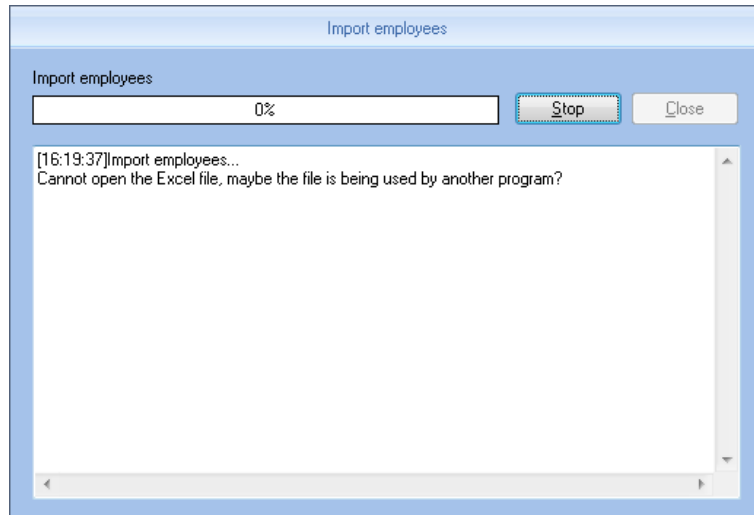 Import employees
Import employees
0%
Stop
Close
[16:19:37]Import employees...
Cannot open the Excel file, maybe the file is being used by another program?